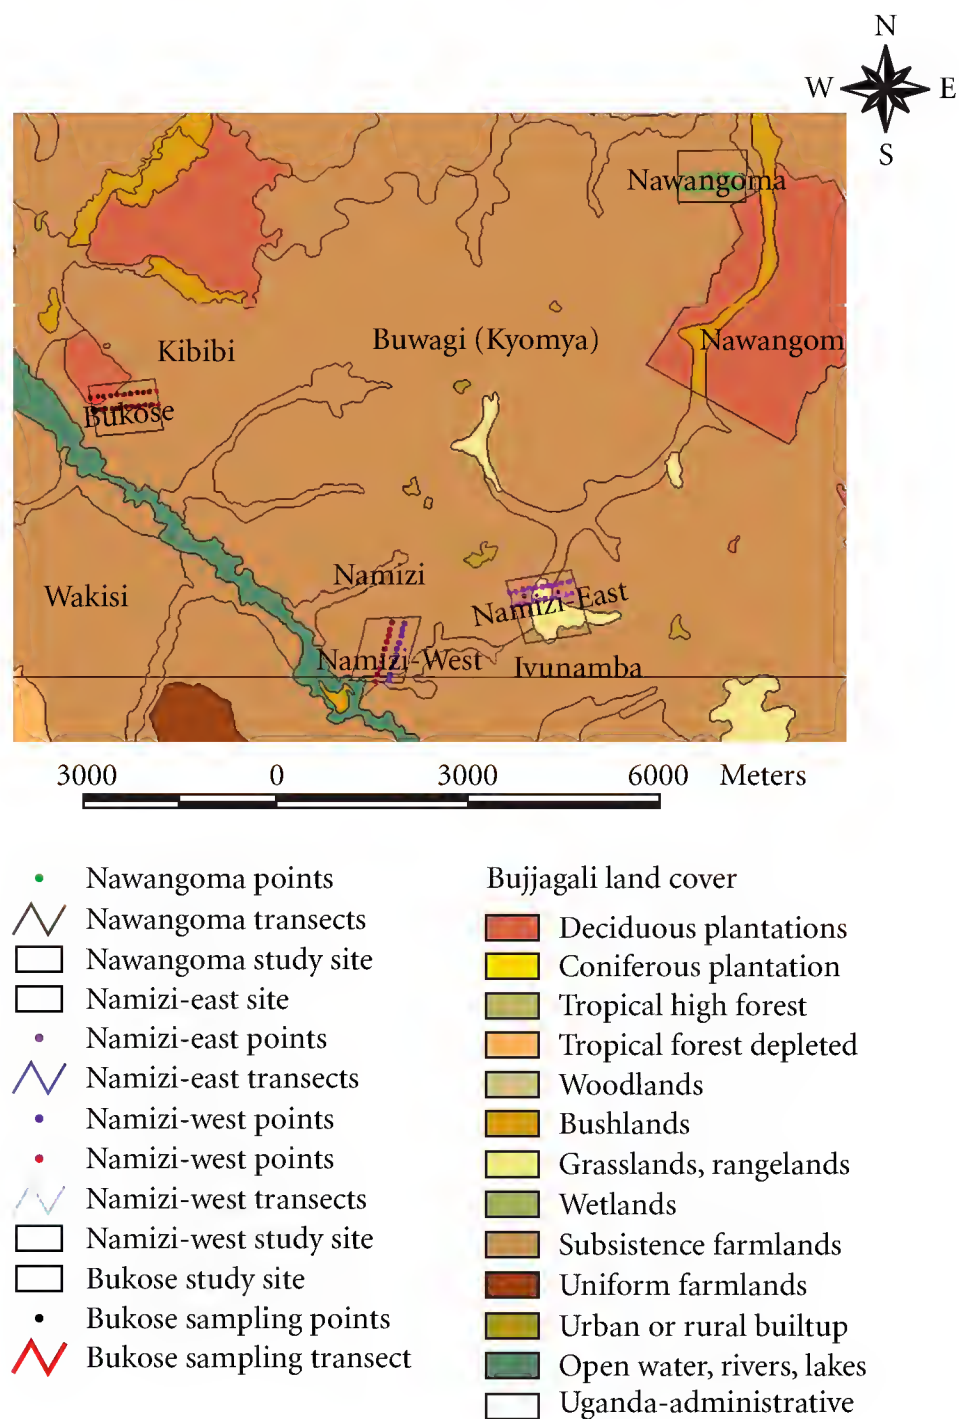 N
W E
S
Nawangoma
Nawangom
Buwagi (Kyomya)
Kibibi
Bukose
Namizi
Wakisi
Namizi-East
Namizi-West
Ivunamba
3000 0 3000 6000 Meters
Nawangoma points
Nawangoma transects
Nawangoma study site
Namizi-east site
Namizi-east points
Namizi-east transects
Namizi-west points
Namizi-west points
Namizi-west transects
Namizi-west study site
Bukose study site
Bukose sampling points
Bukose sampling transect
Bujjagali land cover
Deciduous plantations
Coniferous plantation
Tropical high forest
Tropical forest depleted
Woodlands
Bushlands
Grasslands, rangelands
Wetlands
Subsistence farmlands
Uniform farmlands
Urban or rural builtup
Open water, rivers, lakes
Uganda-administrative